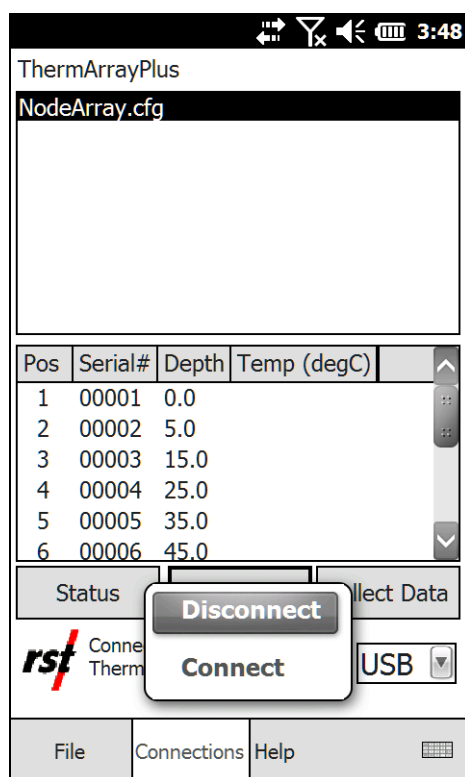 3:48
ThermArrayPlus
NodeArray.cfg
Pos Serial# Depth Temp (degC)
1 00001 0.0
2 00002 5.0
3 00003 15.0
4 00004 25.0
5 00005 35.0
6 00006 45.0
Status
Data
Disconnect
Connect
rst
USB
File Connections Help